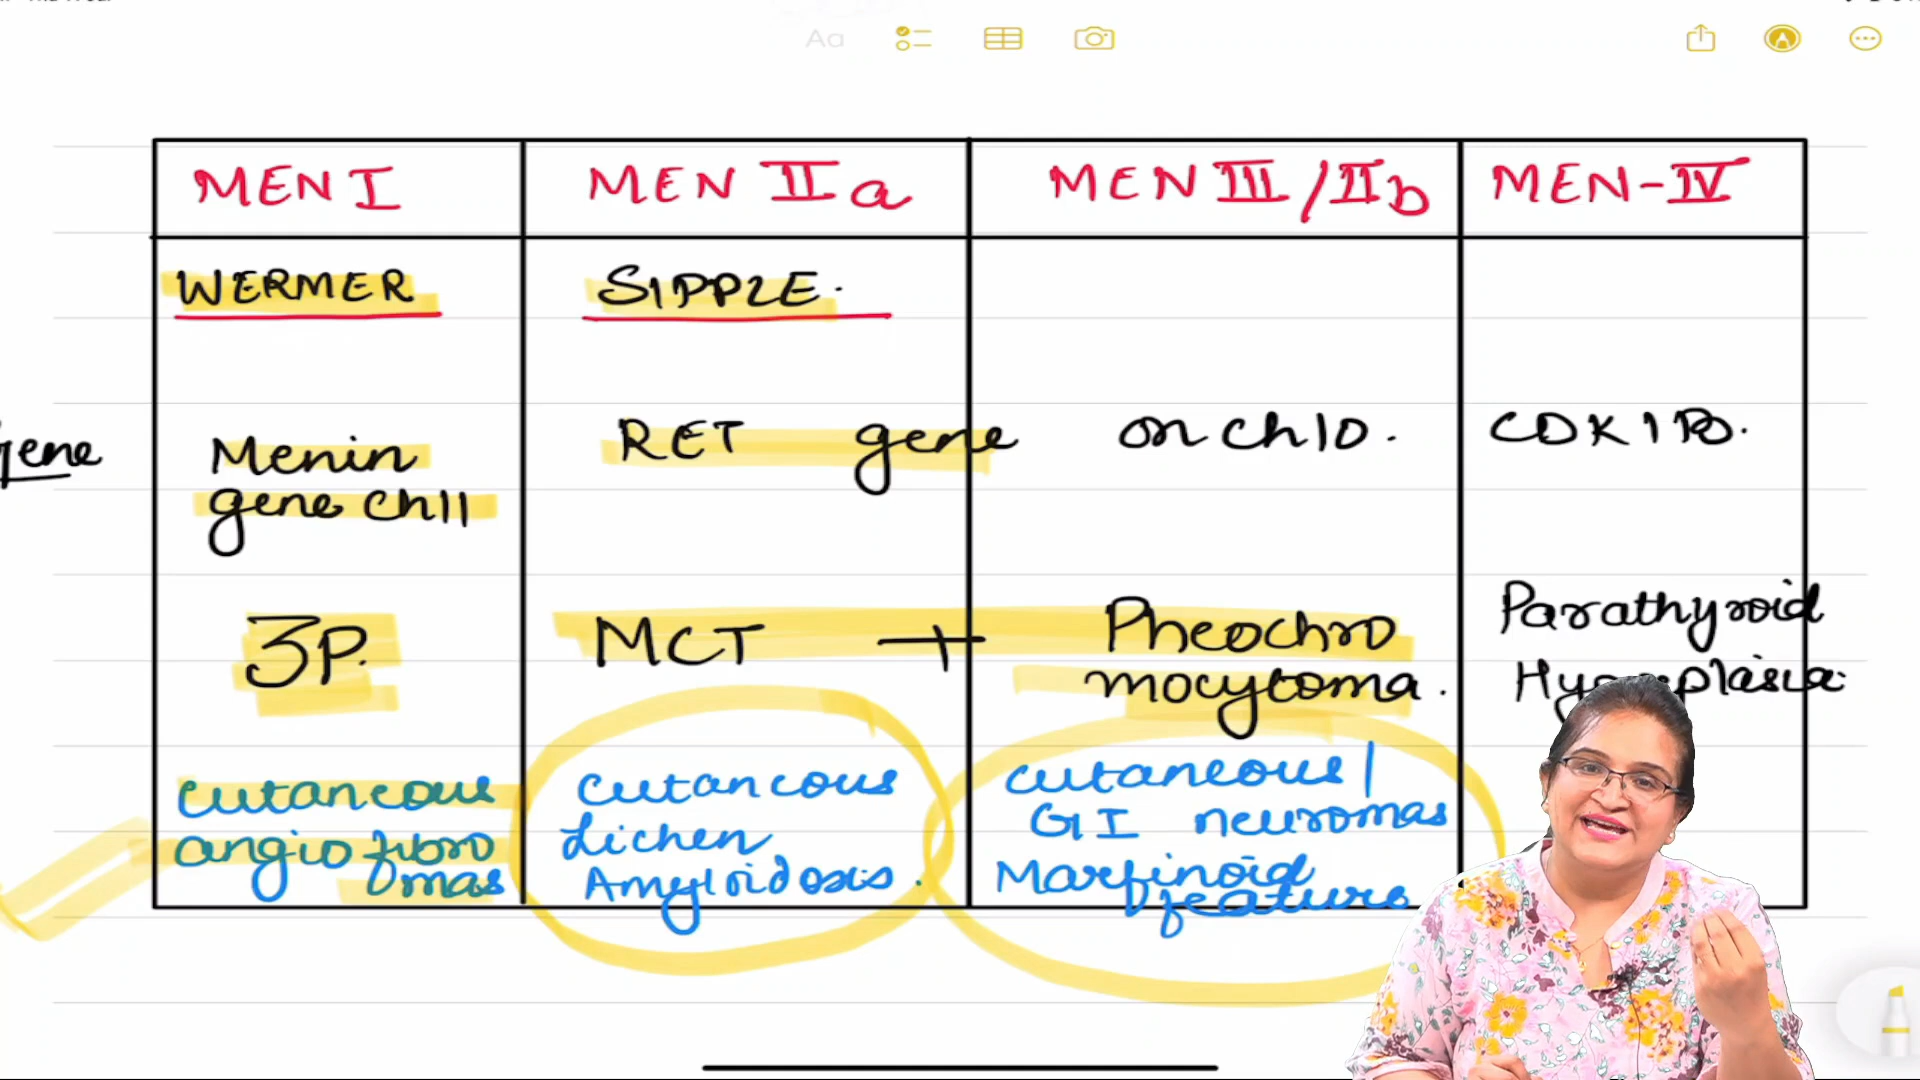 Aa
MEN I
MEN II a
MEN III / II b
MEN-IV
WERMER
SIPPLE.
gene
Menin
gene ch11
RET gene on ch10.
3P.
MCT + Pheochro
mocytoma.
Parathyroid
cutaneous
angio fibro
mas
cutaneous
Lichen
Amyloidosis.
cutaneous /
GI neuromas
Marfinoid
feature